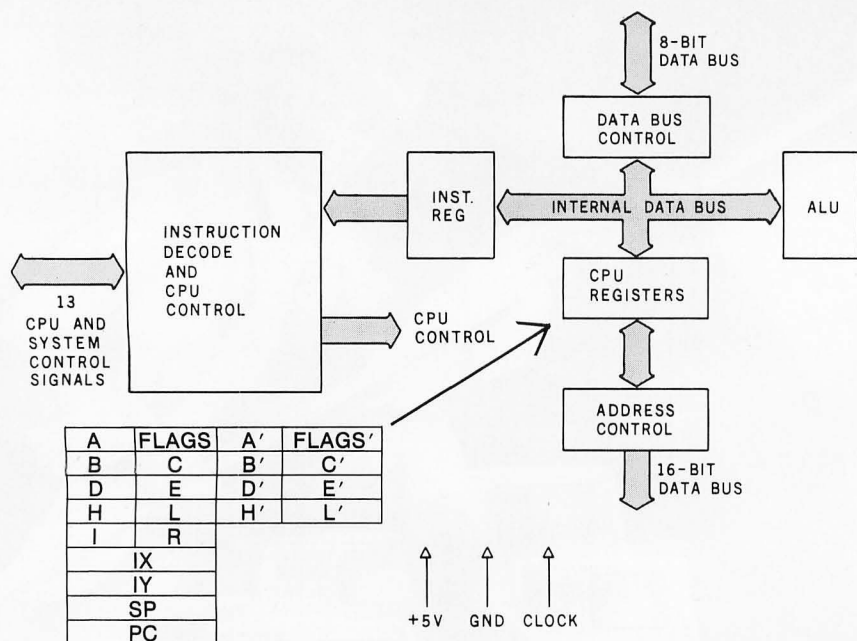 8-BIT
DATA BUS
DATA BUS
CONTROL
INSTRUCTION
DECODE
AND
CPU
CONTROL
INST.
REG
INTERNAL DATA BUS
ALU
13
CPU AND
SYSTEM
CONTROL
SIGNALS
CPU
CONTROL
CPU
REGISTERS
ADDRESS
CONTROL
16-BIT
DATA BUS
A FLAGS A′ FLAGS′
B C B′ C′
D E D′ E′
H L H′ L′
I R
IX
IY
SP
PC
+5V GND CLOCK